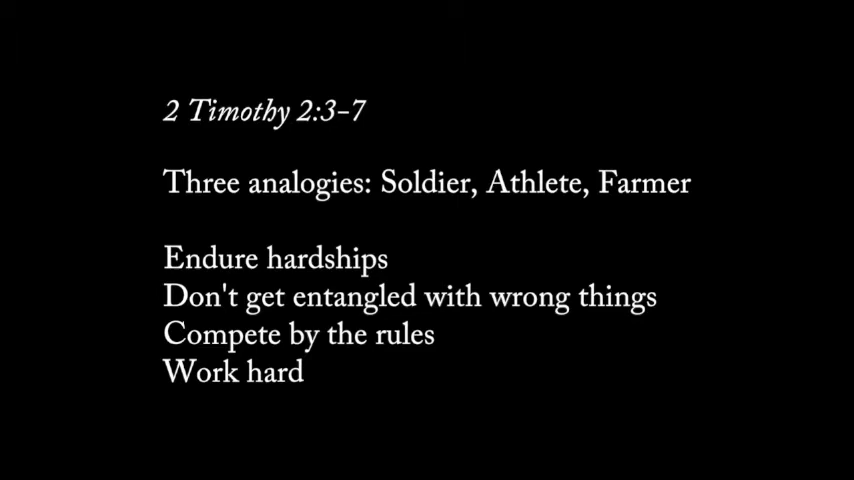 2 Timothy 2:3-7
Three analogies: Soldier, Athlete, Farmer
Endure hardships
Don't get entangled with wrong things
Compete by the rules
Work hard